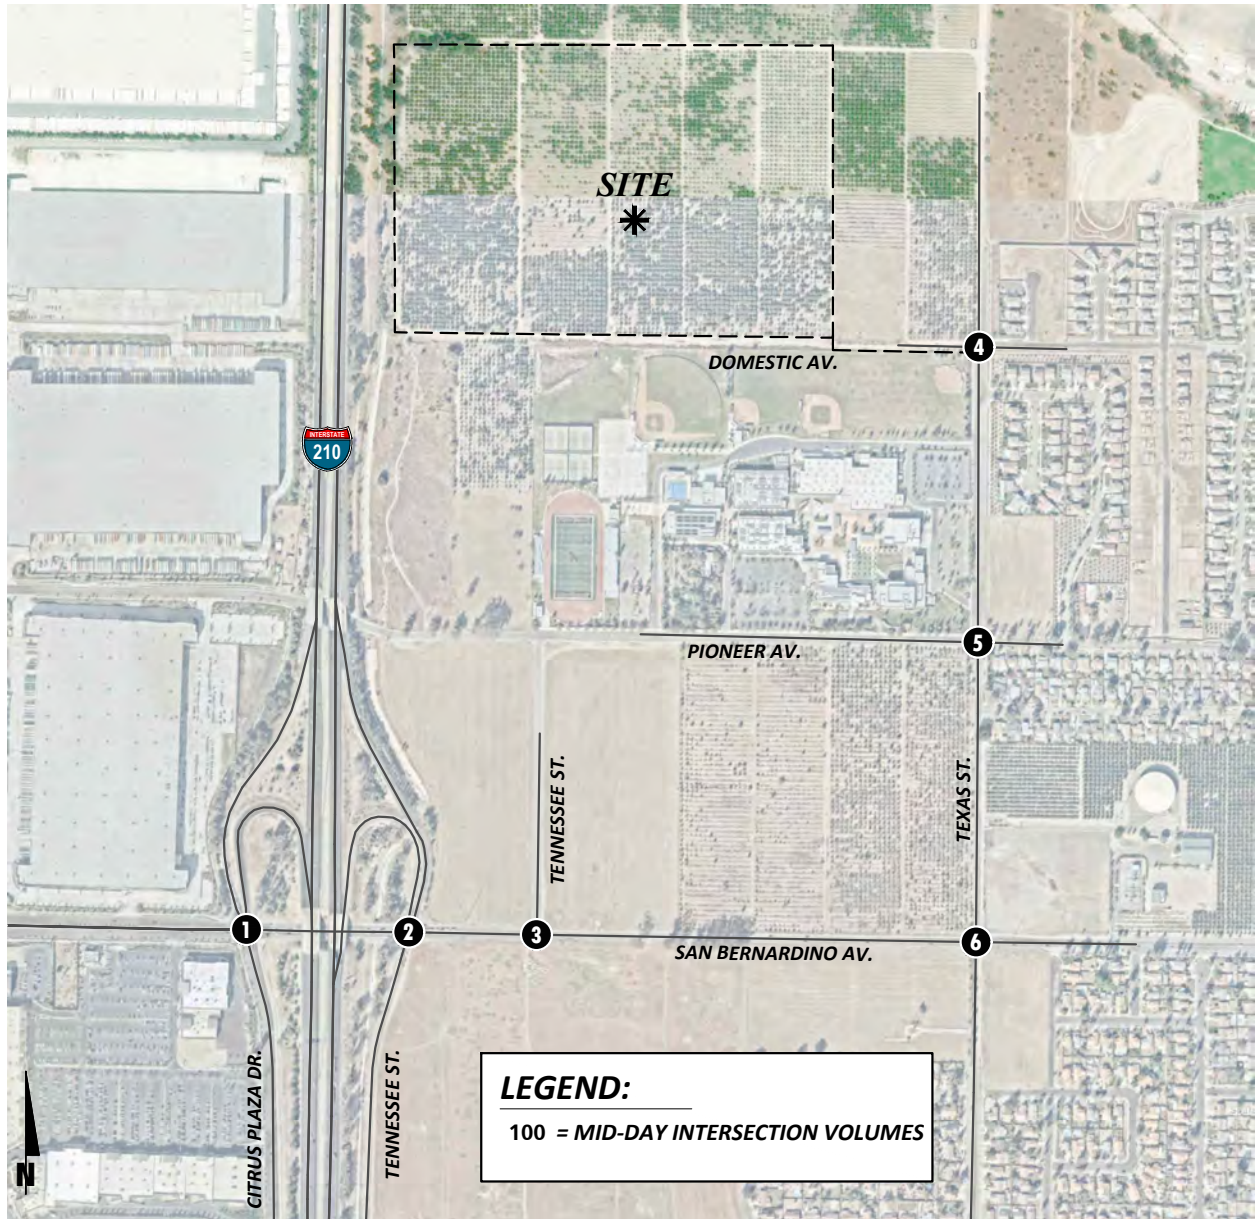 SITE
4
DOMESTIC AV.
INTERSTATE
210
5
PIONEER AV.
TENNESSEE ST.
TEXAS ST.
1
2
3
6
SAN BERNARDINO AV.
CITRUS PLAZA DR.
TENNESSEE ST.
LEGEND:
100 = MID-DAY INTERSECTION VOLUMES
N